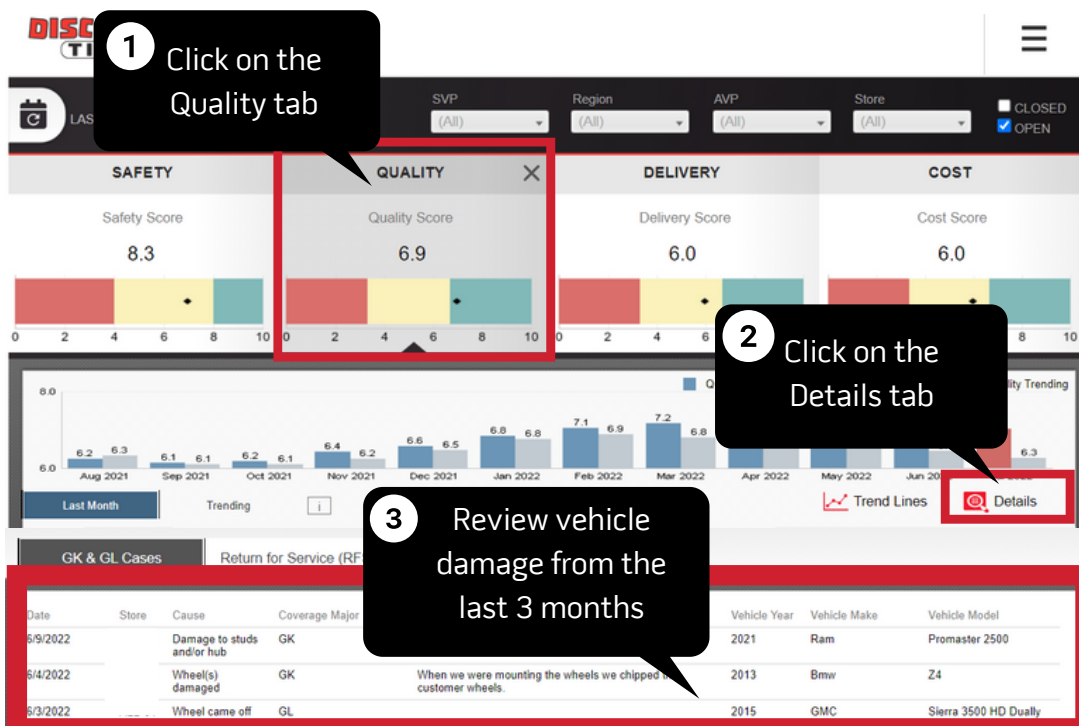 1
Click on the
Quality tab
SVP
Region
AVP
Store
(All)
(All)
(All)
(All)
CLOSED
OPEN
SAFETY
QUALITY
DELIVERY
COST
Safety Score
Quality Score
Delivery Score
Cost Score
8.3
6.9
6.0
6.0
0 2 4 6 8 10
0 2 4 6 8 10
0 2 4 6
8 10
2
Click on the
Details tab
Trending
8.0
6.0
6.2 6.3
6.1 6.1
6.2 6.1
6.4 6.2
6.6 6.5
6.8 6.8
7.1 6.9
7.2 6.8
6.3
Aug 2021 Sep 2021 Oct 2021 Nov 2021 Dec 2021 Jan 2022 Feb 2022 Mar 2022 Apr 2022 May 2022
Last Month
Trending
i
Trend Lines
Details
3
Review vehicle
damage from the
last 3 months
GK & GL Cases
Return for Service
Date Store Cause Coverage Major Vehicle Year Vehicle Make Vehicle Model
6/9/2022 Damage to studs GK 2021 Ram Promaster 2500
and/or hub
6/4/2022 Wheel(s) GK When we were mounting the wheels we chipped 2013 Bmw Z4
damaged customer wheels.
6/3/2022 Wheel came off GL 2015 GMC Sierra 3500 HD Dually